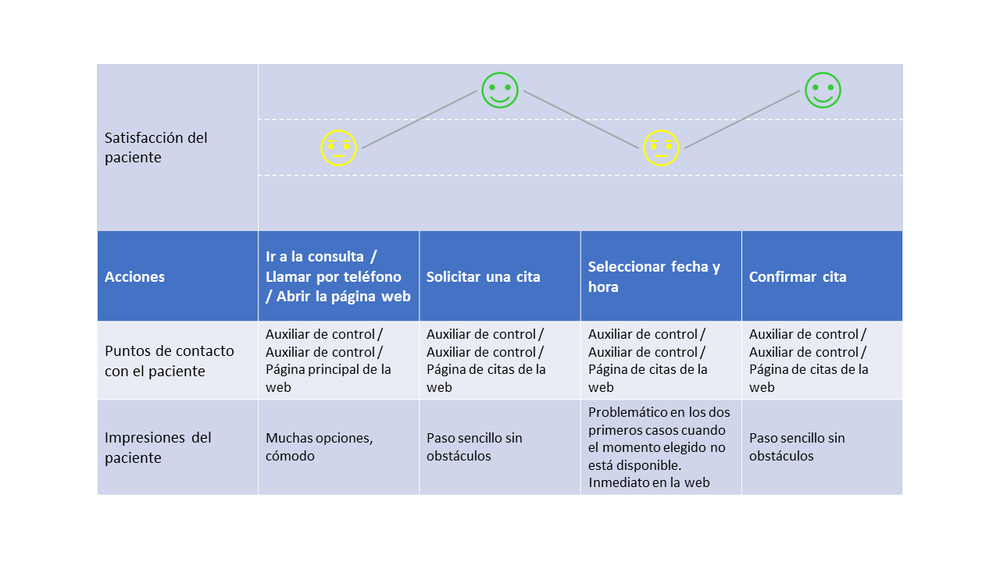 Satisfacción del
paciente
Acciones
Ir a la consulta /
Llamar por teléfono
/ Abrir la página web
Solicitar una cita
Seleccionar fecha y
hora
Confirmar cita
Puntos de contacto
con el paciente
Auxiliar de control /
Auxiliar de control /
Página principal de la
web
Auxiliar de control /
Auxiliar de control /
Página de citas de la
web
Auxiliar de control /
Auxiliar de control /
Página de citas de la
web
Auxiliar de control /
Auxiliar de control /
Página de citas de la
web
Impresiones del
paciente
Muchas opciones,
cómodo
Paso sencillo sin
obstáculos
Problemático en los dos
primeros casos cuando
el momento elegido no
está disponible.
Inmediato en la web
Paso sencillo sin
obstáculos